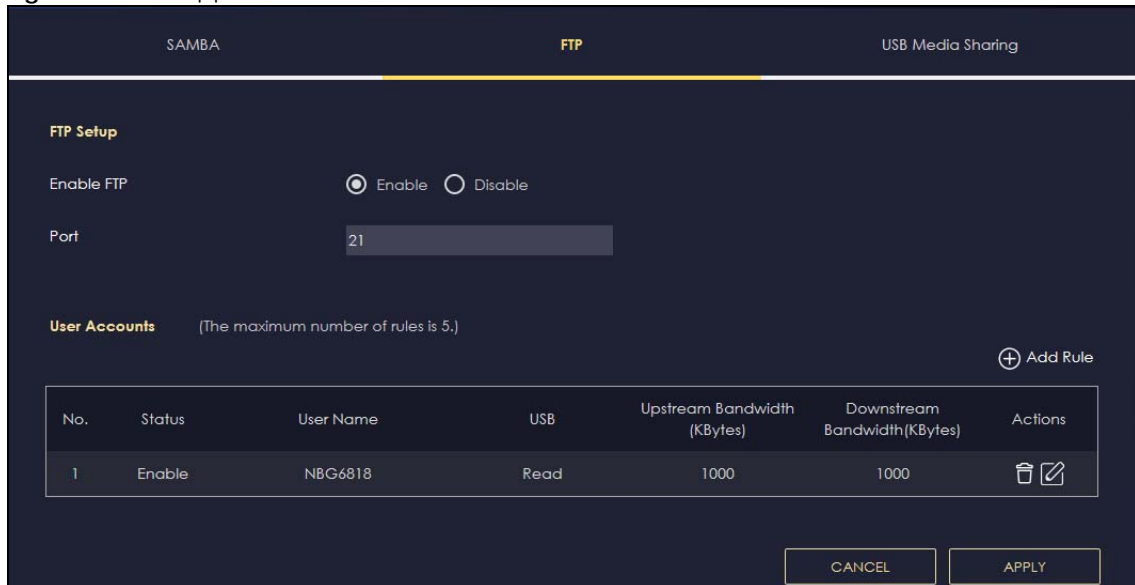 SAMBA FTP USB Media Sharing
FTP Setup
Enable FTP Enable Disable
Port 21
User Accounts (The maximum number of rules is 5.)
Add Rule
No. Status User Name USB Upstream Bandwidth (KBytes) Downstream Bandwidth(KBytes) Actions
1 Enable NBG6818 Read 1000 1000
CANCEL APPLY